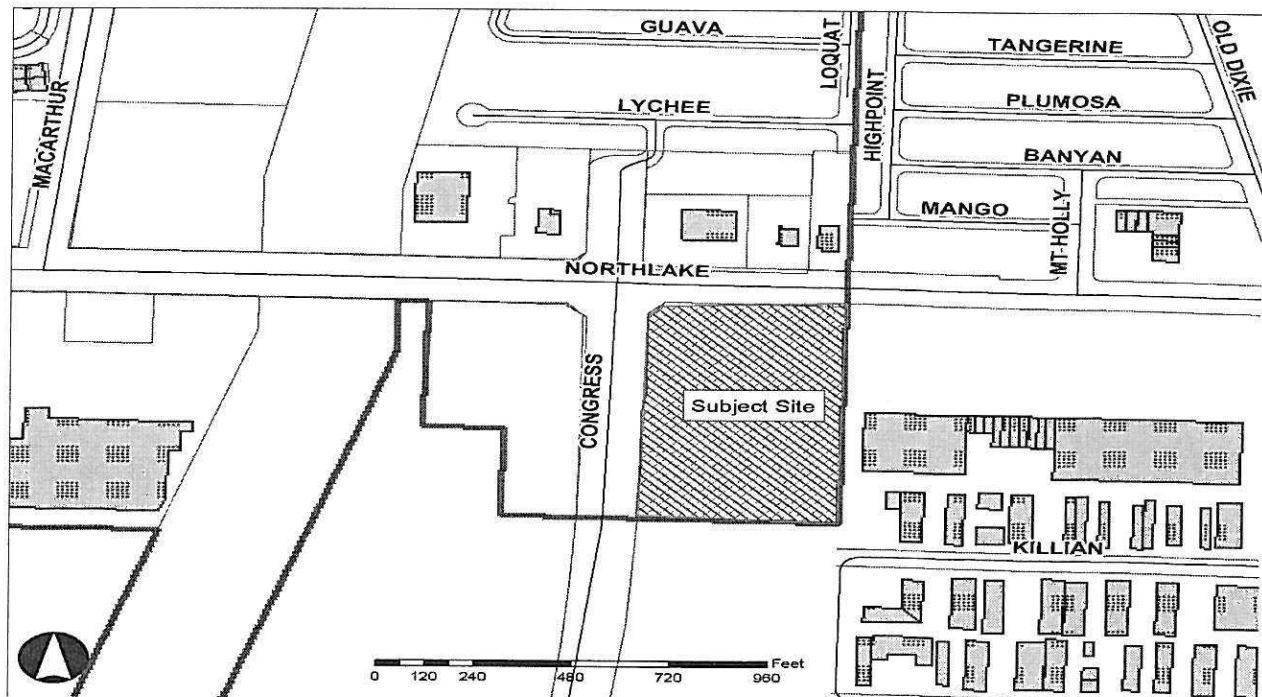 GUAVA
LOQUAT
TANGERINE
OLD DIXIE
MACARTHUR
LYCHEE
HIGHPOINT
PLUMOSA
BANYAN
MANGO
MT HOLLY
NORTHLAKE
CONGRESS
Subject Site
KILLIAN
Feet
0 120 240 480 720 960